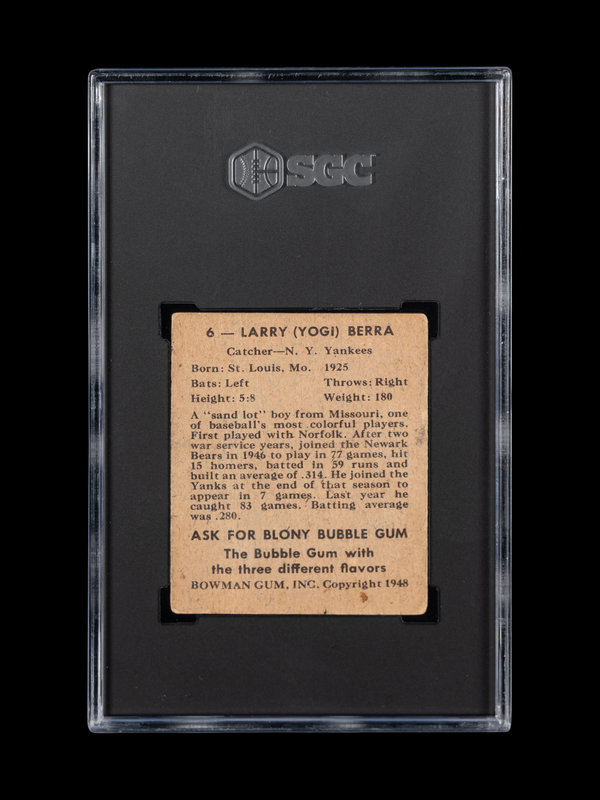 SGC
6 — LARRY (YOGI) BERRA
Catcher—N. Y. Yankees
Born: St. Louis, Mo. 1925
Bats: Left Throws: Right
Height: 5:8 Weight: 180
A "sand lot" boy from Missouri, one
of baseball's most colorful players.
First played with Norfolk. After two
war service years, joined the Newark
Bears in 1946 to play in 77 games, hit
15 homers, batted in 59 runs and
built an average of .314. He joined the
Yanks at the end of that season to
appear in 7 games. Last year he
caught 83 games. Batting average
was .280.
ASK FOR BLONY BUBBLE GUM
The Bubble Gum with
the three different flavors
BOWMAN GUM, INC. Copyright 1948